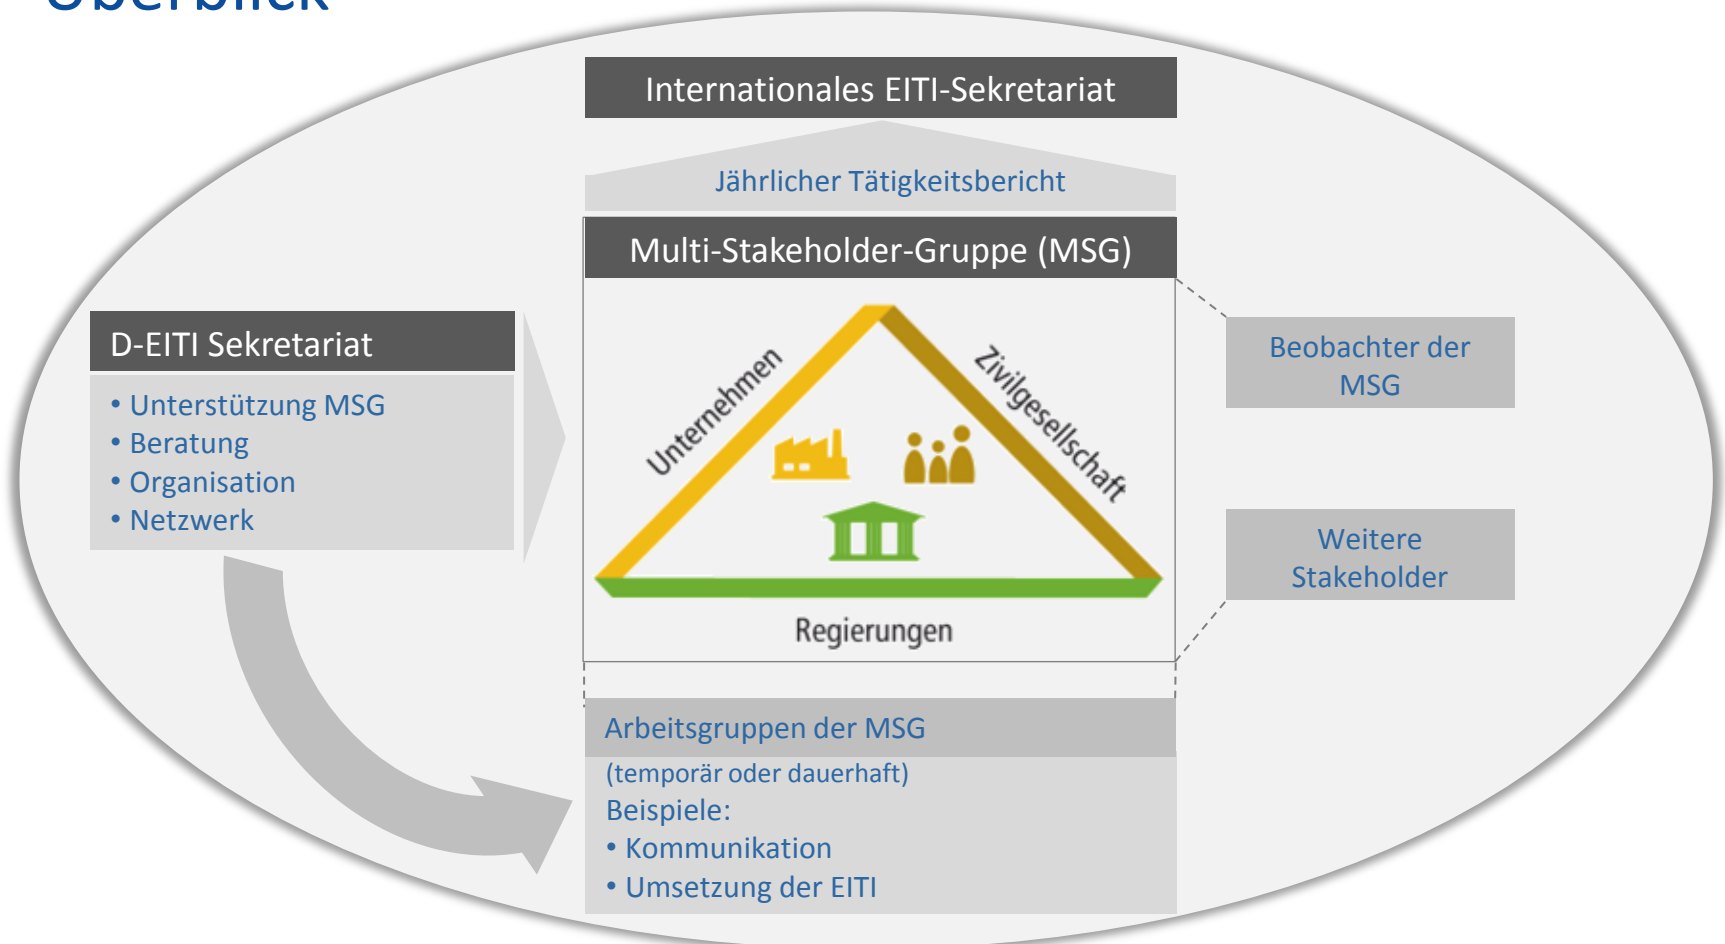 Überblick
Internationales EITI-Sekretariat
Jährlicher Tätigkeitsbericht
Multi-Stakeholder-Gruppe (MSG)
D-EITI Sekretariat
• Unterstützung MSG
• Beratung
• Organisation
• Netzwerk
Unternehmen
Zivilgesellschaft
Regierungen
Beobachter der
MSG
Weitere
Stakeholder
Arbeitsgruppen der MSG
(temporär oder dauerhaft)
Beispiele:
• Kommunikation
• Umsetzung der EITI